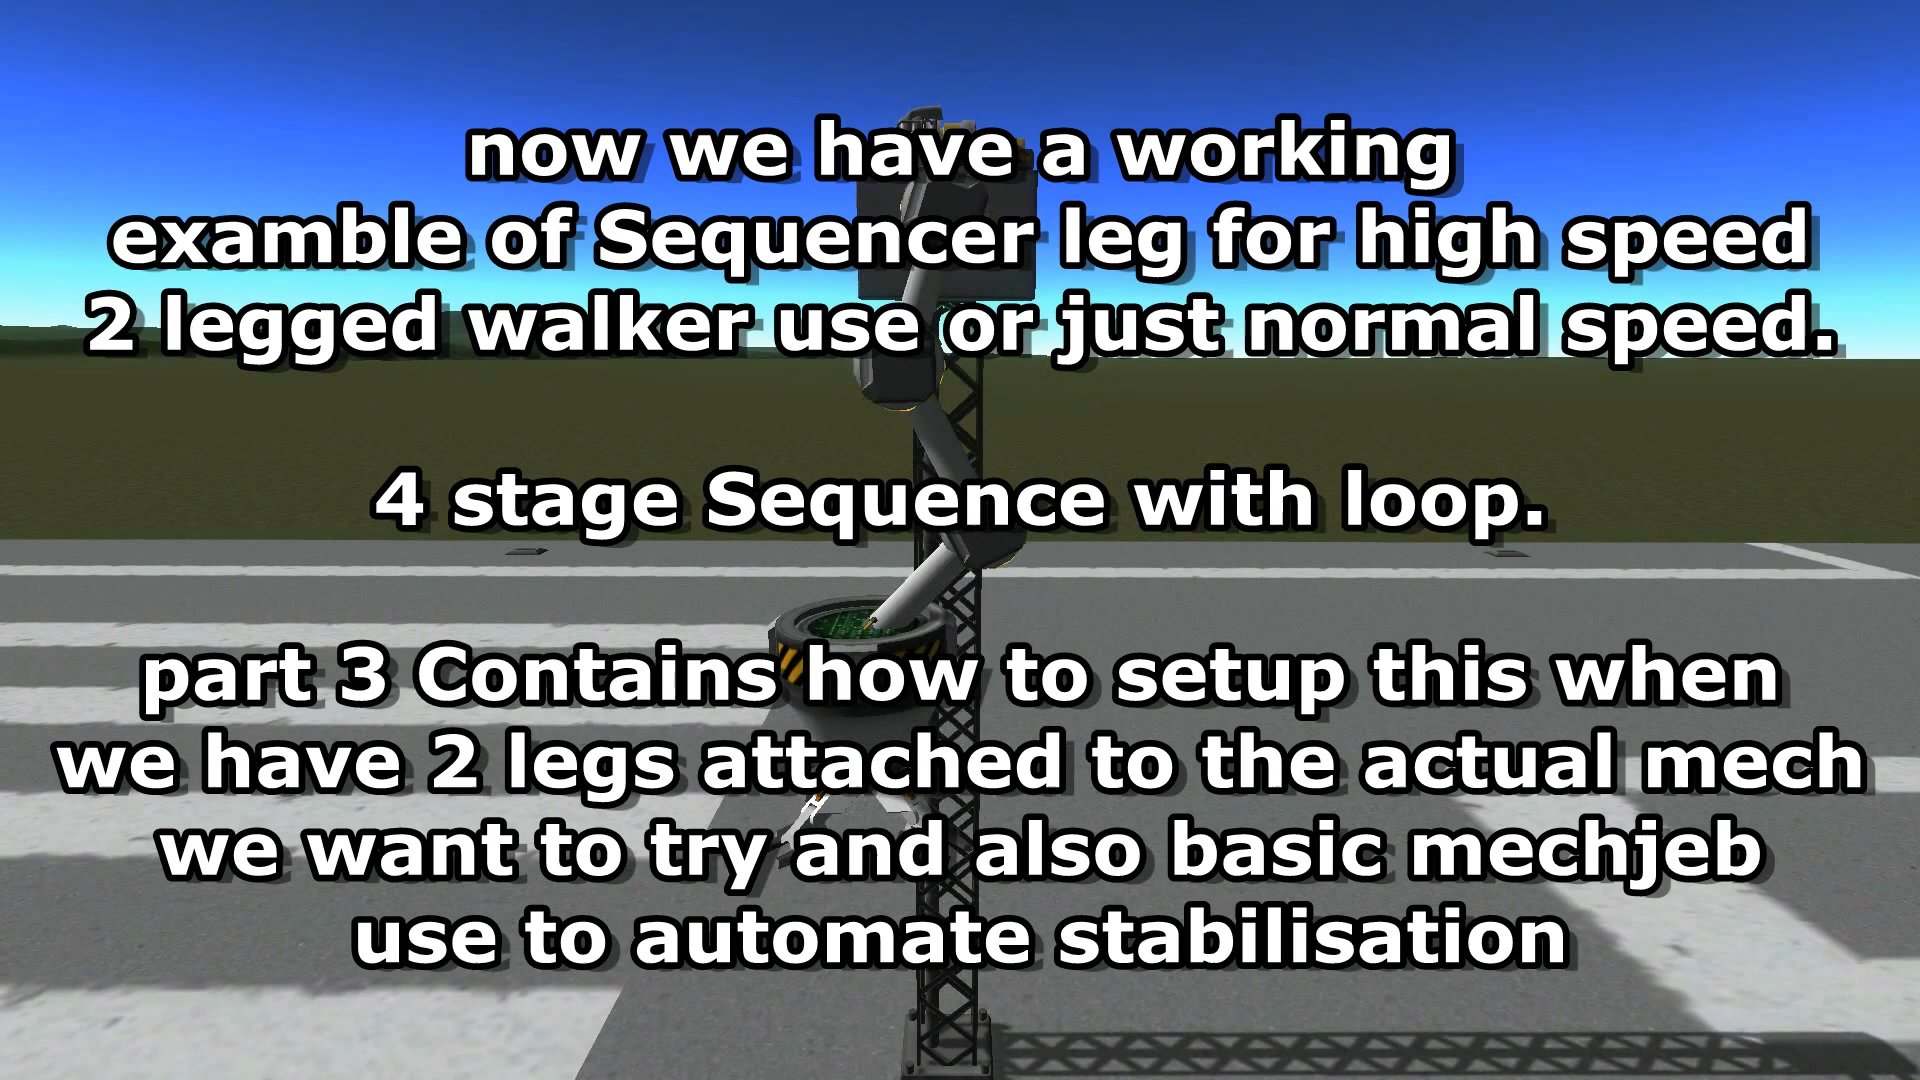 now we have a working
examble of Sequencer leg for high speed
2 legged walker use or just normal speed.
4 stage Sequence with loop.
part 3 Contains how to setup this when
we have 2 legs attached to the actual mech
we want to try and also basic mechjeb
use to automate stabilisation